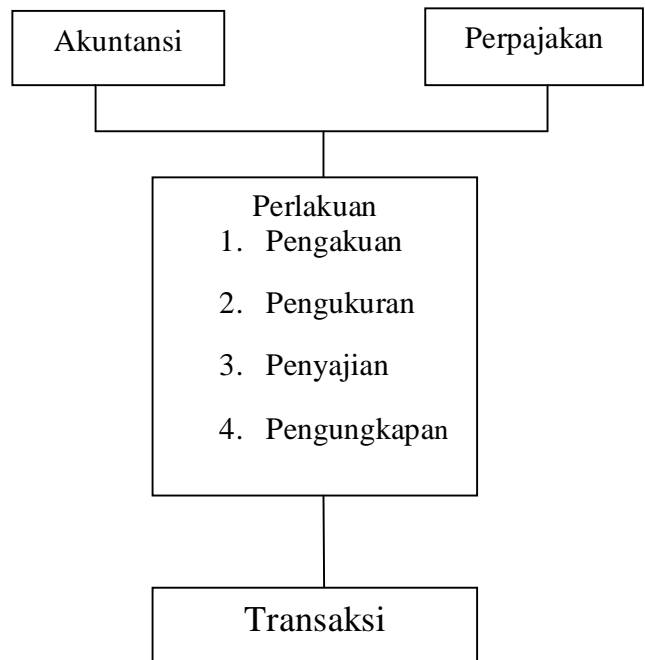 Akuntansi
Perpajakan
Perlakuan
1. Pengakuan
2. Pengukuran
3. Penyajian
4. Pengungkapan
Transaksi